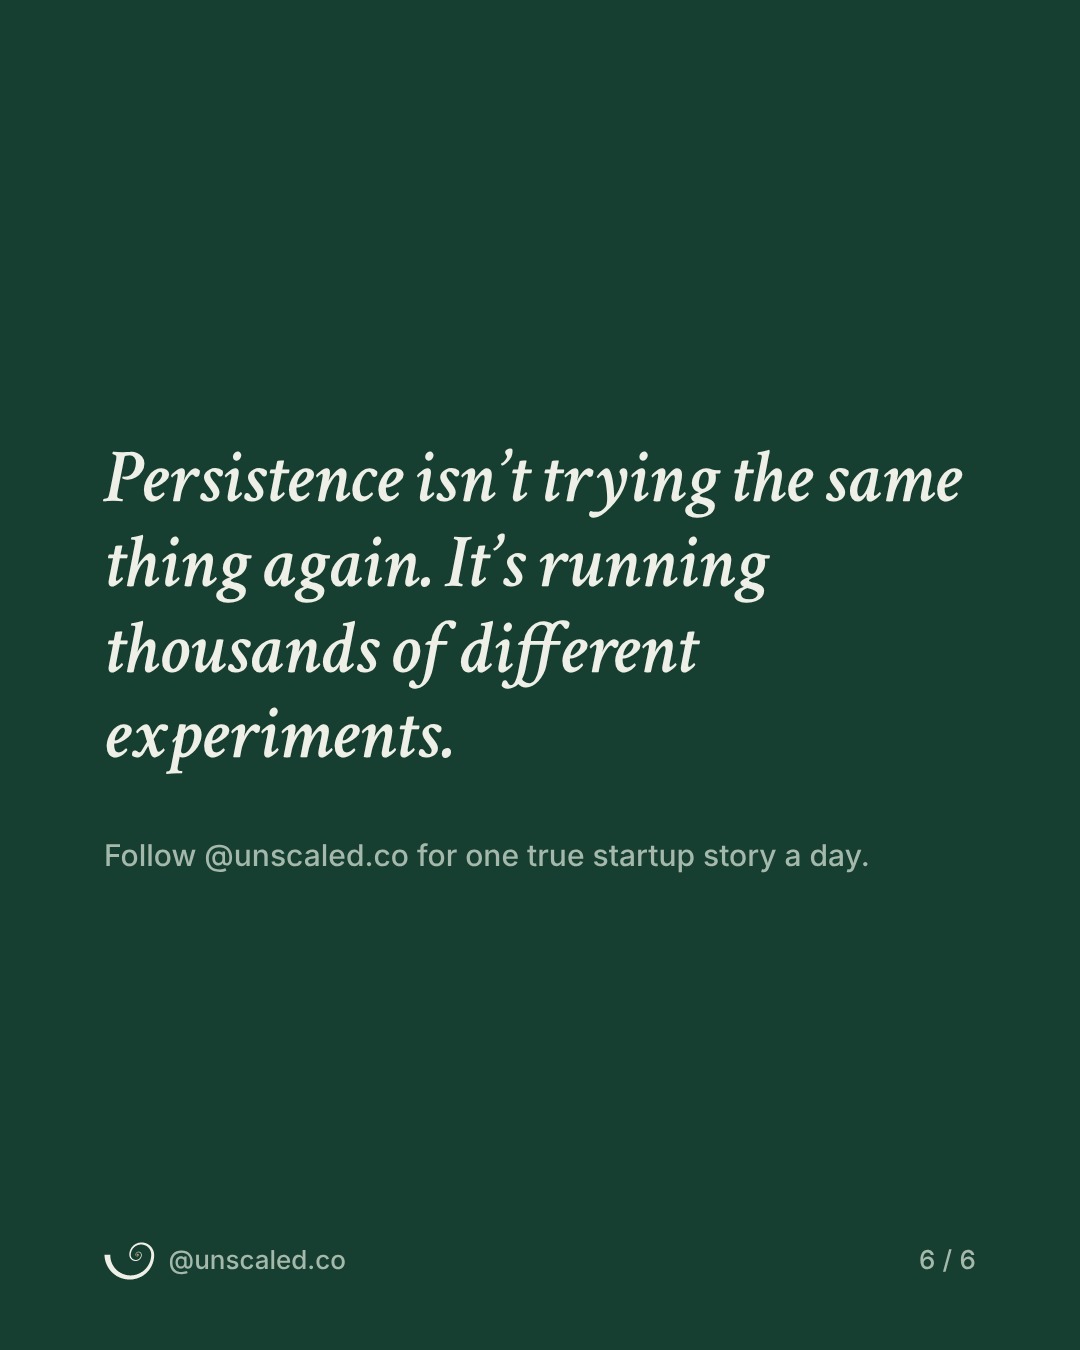 Persistence isn’t trying the same
thing again. It’s running
thousands of different
experiments.
Follow @unscaled.co for one true startup story a day.
@unscaled.co
6 / 6